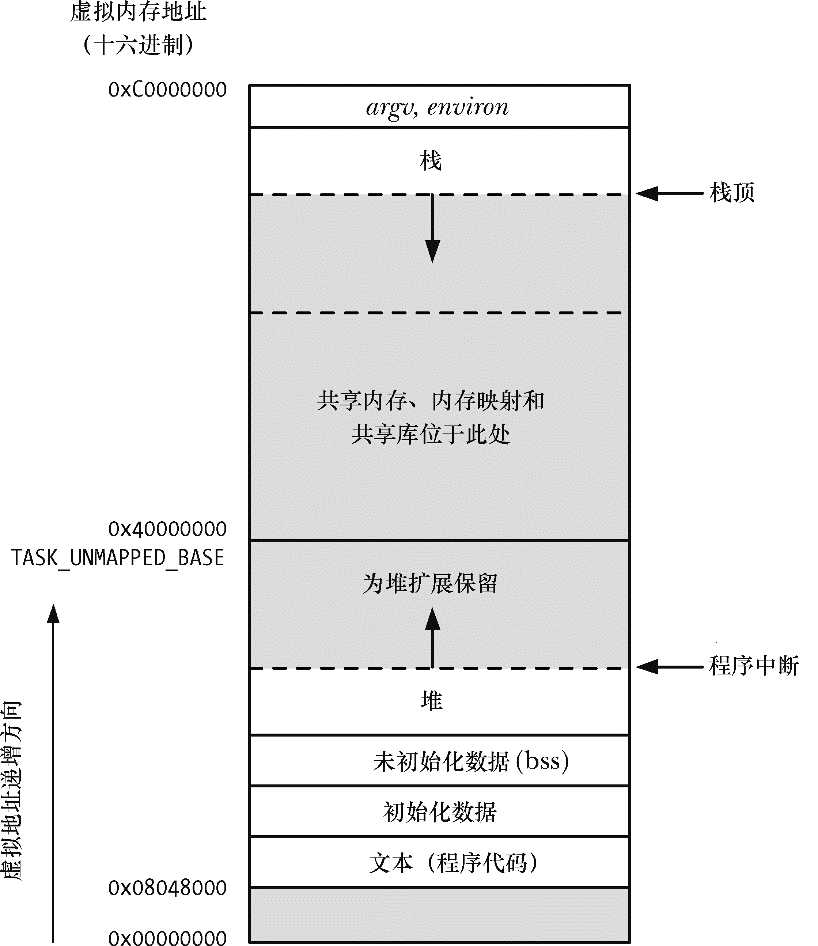 虚拟内存地址
（十六进制）
0xC0000000
argv, environ
栈
栈顶
共享内存、内存映射和
共享库位于此处
0x40000000
TASK_UNMAPPED_BASE
为堆扩展保留
程序中断
堆
未初始化数据 (bss)
初始化数据
文本（程序代码）
虚拟地址递增方向
0x08048000
0x00000000